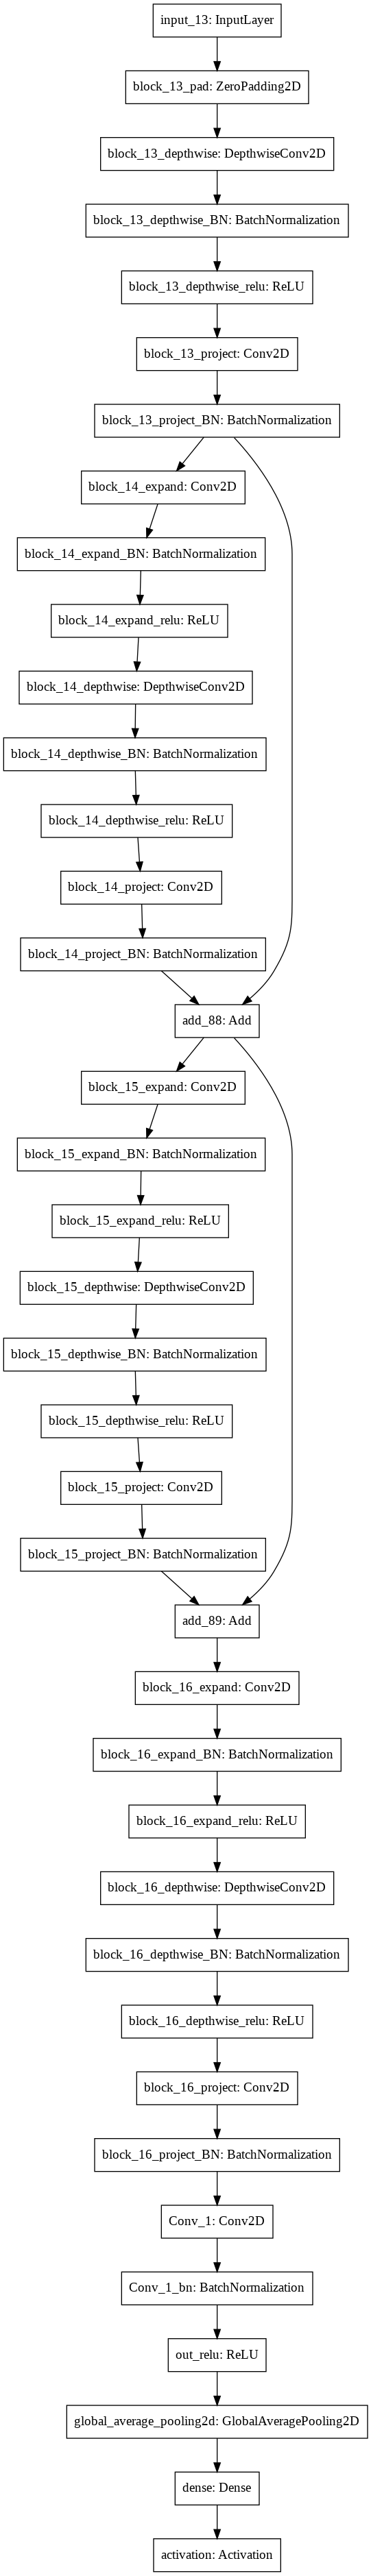 input_13: InputLayer
block_13_pad: ZeroPadding2D
block_13_depthwise: DepthwiseConv2D
block_13_depthwise_BN: BatchNormalization
block_13_depthwise_relu: ReLU
block_13_project: Conv2D
block_13_project_BN: BatchNormalization
block_14_expand: Conv2D
block_14_expand_BN: BatchNormalization
block_14_expand_relu: ReLU
block_14_depthwise: DepthwiseConv2D
block_14_depthwise_BN: BatchNormalization
block_14_depthwise_relu: ReLU
block_14_project: Conv2D
block_14_project_BN: BatchNormalization
add_88: Add
block_15_expand: Conv2D
block_15_expand_BN: BatchNormalization
block_15_expand_relu: ReLU
block_15_depthwise: DepthwiseConv2D
block_15_depthwise_BN: BatchNormalization
block_15_depthwise_relu: ReLU
block_15_project: Conv2D
block_15_project_BN: BatchNormalization
add_89: Add
block_16_expand: Conv2D
block_16_expand_BN: BatchNormalization
block_16_expand_relu: ReLU
block_16_depthwise: DepthwiseConv2D
block_16_depthwise_BN: BatchNormalization
block_16_depthwise_relu: ReLU
block_16_project: Conv2D
block_16_project_BN: BatchNormalization
Conv_1: Conv2D
Conv_1_bn: BatchNormalization
out_relu: ReLU
global_average_pooling2d: GlobalAveragePooling2D
dense: Dense
activation: Activation